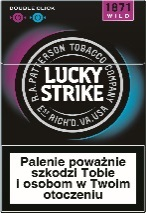 DOUBLE CLICK
1871
WILD
R.A. PATTERSON TOBACCO COMPANY
LUCKY
STRIKE
EST. RICH'D. VA. USA
Palenie poważnie
szkodzi Tobie
i osobom w Twoim
otoczeniu